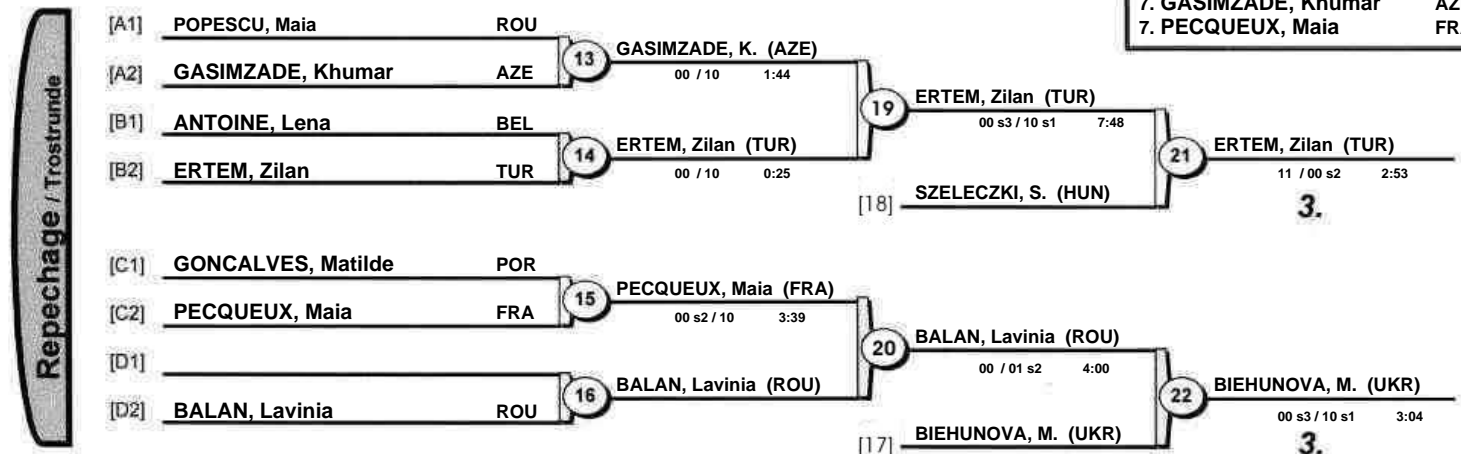 7. GASIMZADE, Khumar
7. PECQUEUX, Maia
Repechage / Trostrunde
[A1] POPESCU, Maia ROU
[A2] GASIMZADE, Khumar AZE
13
GASIMZADE, K. (AZE)
00 / 10 1:44
[B1] ANTOINE, Lena BEL
[B2] ERTEM, Zilan TUR
14
ERTEM, Zilan (TUR)
00 / 10 0:25
19
ERTEM, Zilan (TUR)
00 s3 / 10 s1 7:48
[18] SZELECZKI, S. (HUN)
21
ERTEM, Zilan (TUR)
11 / 00 s2 2:53
3.
[C1] GONCALVES, Matilde POR
[C2] PECQUEUX, Maia FRA
15
PECQUEUX, Maia (FRA)
00 s2 / 10 3:39
[D1]
[D2] BALAN, Lavinia ROU
16
BALAN, Lavinia (ROU)
20
BALAN, Lavinia (ROU)
00 / 01 s2 4:00
[17] BIEHUNOVA, M. (UKR)
22
BIEHUNOVA, M. (UKR)
00 s3 / 10 s1 3:04
3.